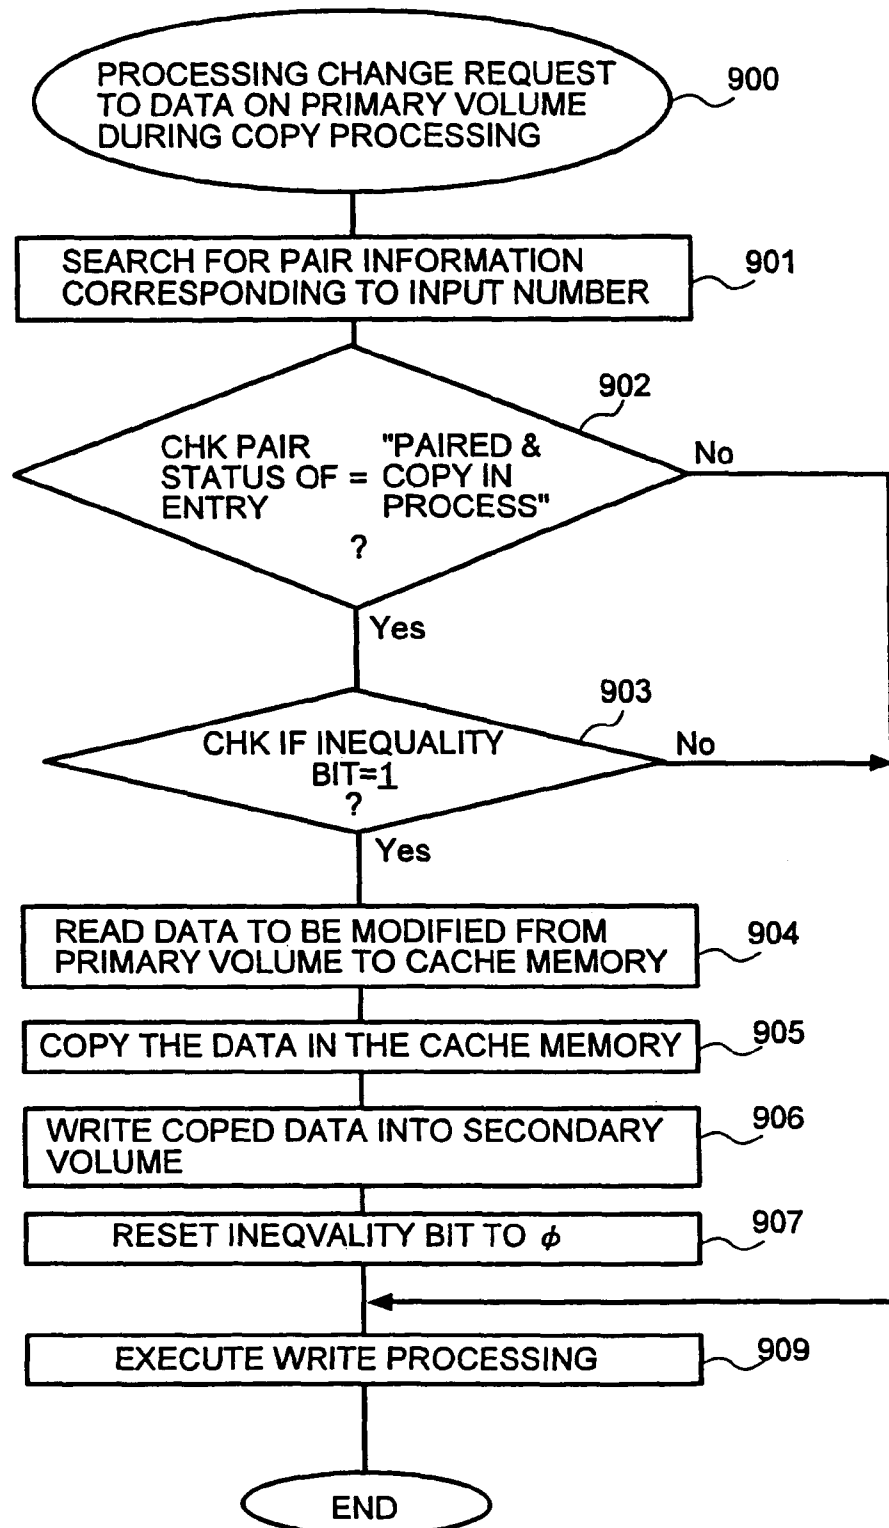 PROCESSING CHANGE REQUEST
TO DATA ON PRIMARY VOLUME
DURING COPY PROCESSING
900
SEARCH FOR PAIR INFORMATION
CORRESPONDING TO INPUT NUMBER
901
902
CHK PAIR "PAIRED &
STATUS OF = COPY IN
ENTRY PROCESS"
?
No
Yes
903
CHK IF INEQUALITY
BIT=1
?
No
Yes
READ DATA TO BE MODIFIED FROM
PRIMARY VOLUME TO CACHE MEMORY
904
COPY THE DATA IN THE CACHE MEMORY
905
WRITE COPED DATA INTO SECONDARY
VOLUME
906
RESET INEQVALITY BIT TO ϕ
907
EXECUTE WRITE PROCESSING
909
END